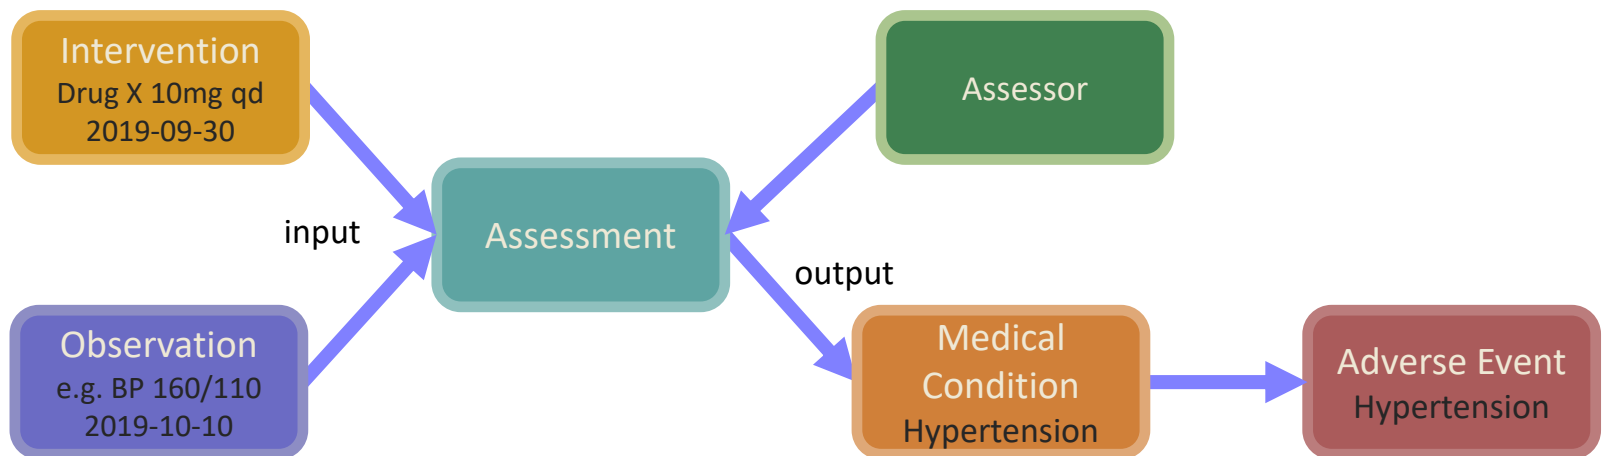 Intervention
Drug X 10mg qd
2019-09-30
Assessor
input
Assessment
output
Observation
e.g. BP 160/110
2019-10-10
Medical
Condition
Hypertension
Adverse Event
Hypertension